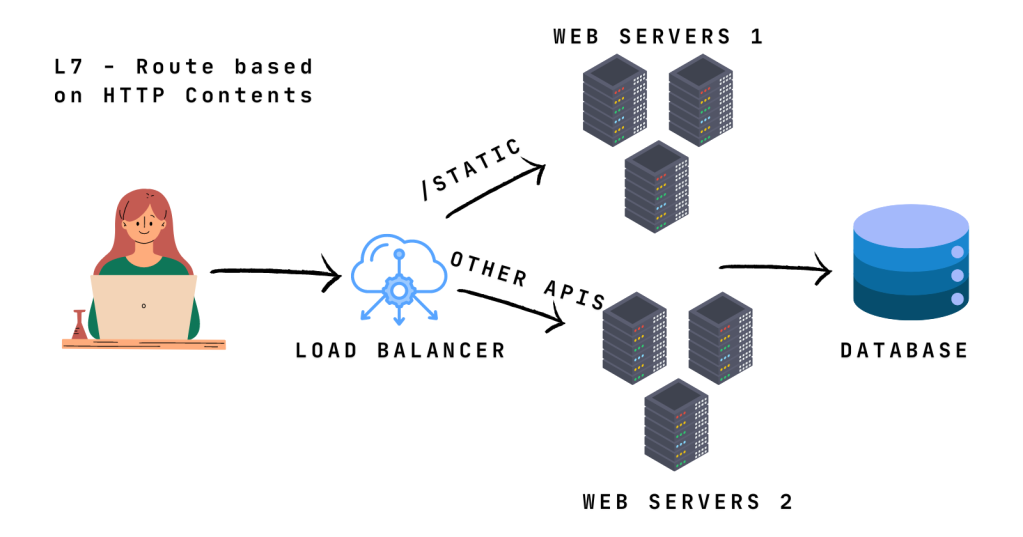 WEB SERVERS 1
L7 - Route based
on HTTP Contents
/STATIC
OTHER APIS
LOAD BALANCER
DATABASE
WEB SERVERS 2